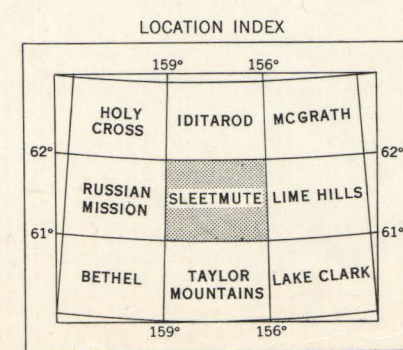 LOCATION INDEX
159° 156°
HOLY CROSS IDITAROD MCGRATH
62° 62°
RUSSIAN MISSION SLEETMUTE LIME HILLS
61° 61°
BETHEL TAYLOR MOUNTAINS LAKE CLARK
159° 156°